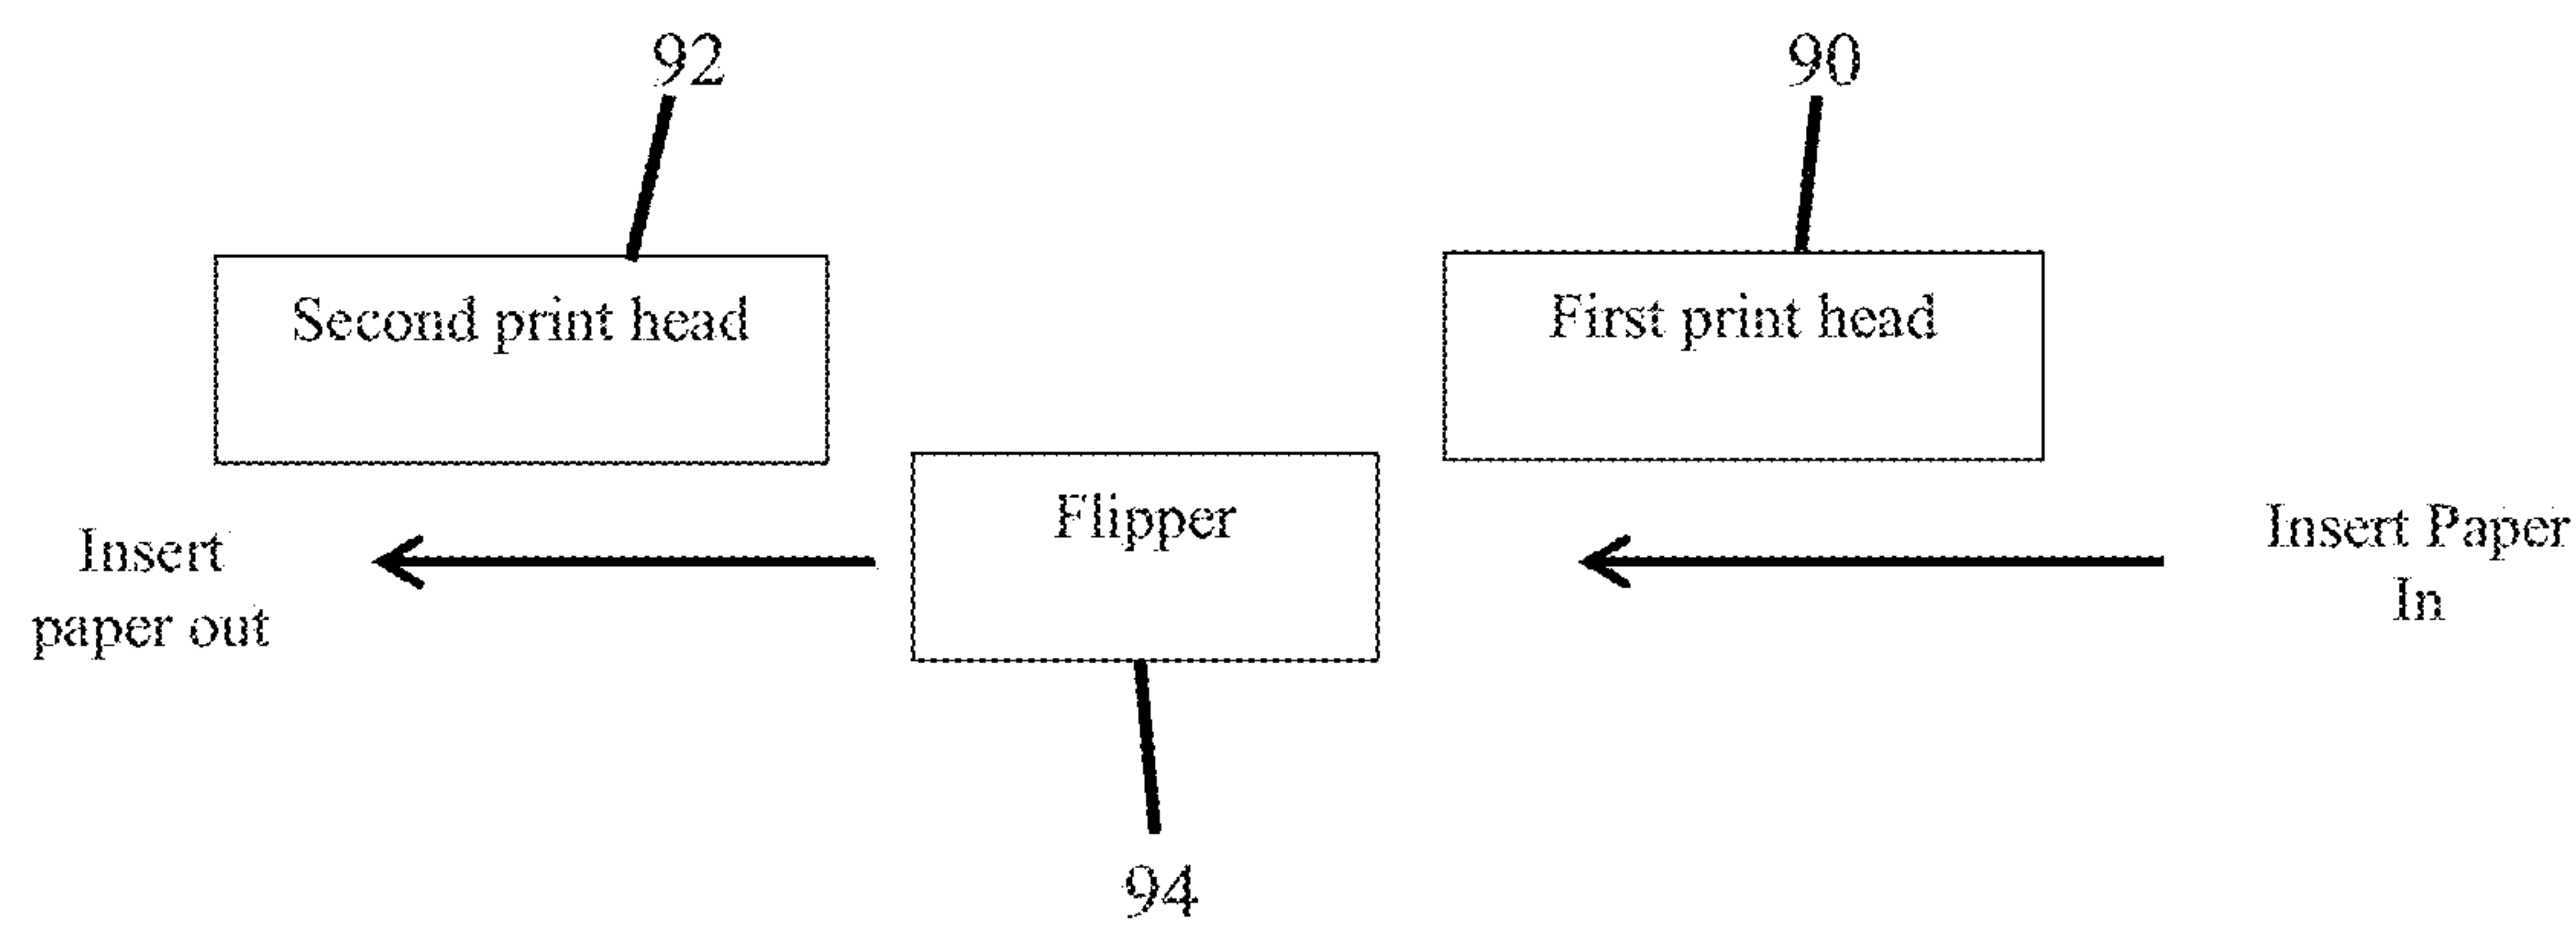 92
90
Second print head
First print head
Flipper
Insert
paper out
Insert Paper
In
94